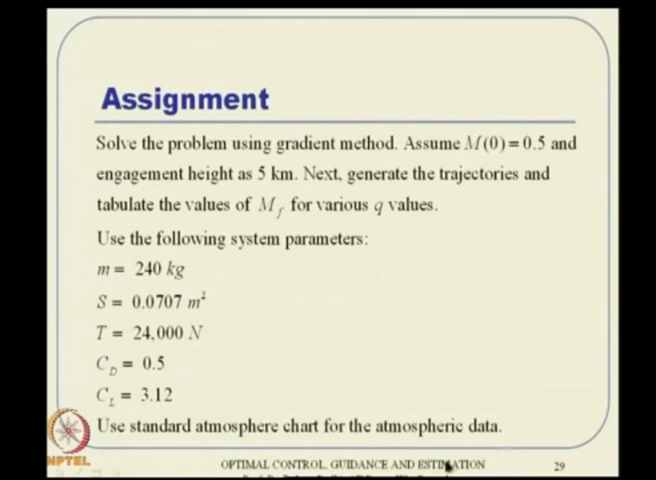 Assignment
Solve the problem using gradient method. Assume M(0) = 0.5 and
engagement height as 5 km. Next, generate the trajectories and
tabulate the values of M_f for various q values.
Use the following system parameters:
m = 240 kg
S = 0.0707 m²
T = 24,000 N
C_D = 0.5
C_L = 3.12
Use standard atmosphere chart for the atmospheric data.
NPTEL
OPTIMAL CONTROL, GUIDANCE AND ESTIMATION 29